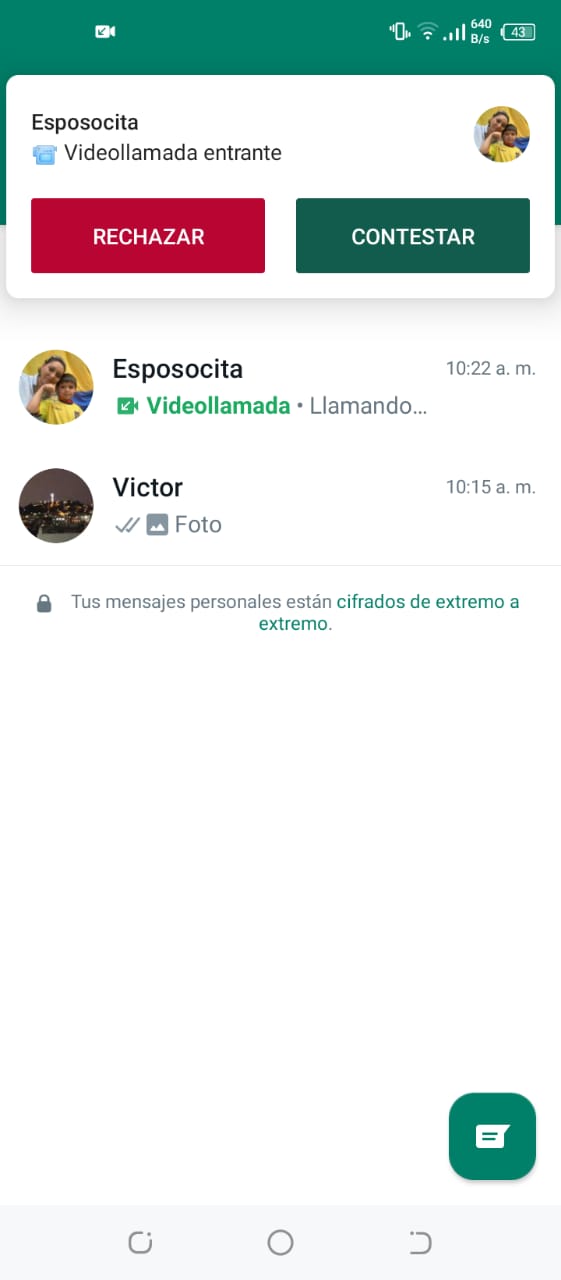 640
B/s
43
Esposocita
Videollamada entrante
RECHAZAR
CONTESTAR
Esposocita
10:22 a. m.
Videollamada • Llamando...
Victor
10:15 a. m.
Foto
Tus mensajes personales están cifrados de extremo a
extremo.